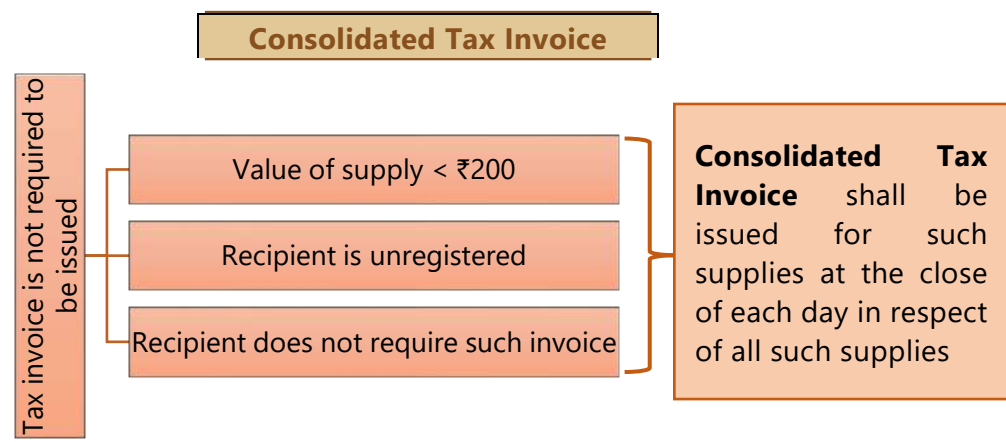 Consolidated Tax Invoice
Tax invoice is not required to
be issued
Value of supply < ₹200
Recipient is unregistered
Recipient does not require such invoice
Consolidated Tax
Invoice shall be
issued for such
supplies at the close
of each day in respect
of all such supplies